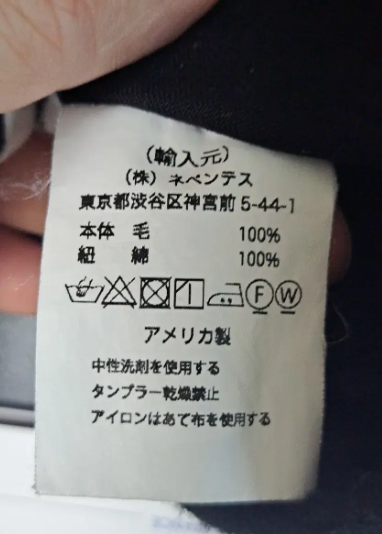 (輸入元)
(株) ネペンテス
東京都渋谷区神宮前 5-44-1
本体 毛 100%
紐 綿 100%
F W
アメリカ製
中性洗剤を使用する
タンブラー乾燥禁止
アイロンはあて布を使用する